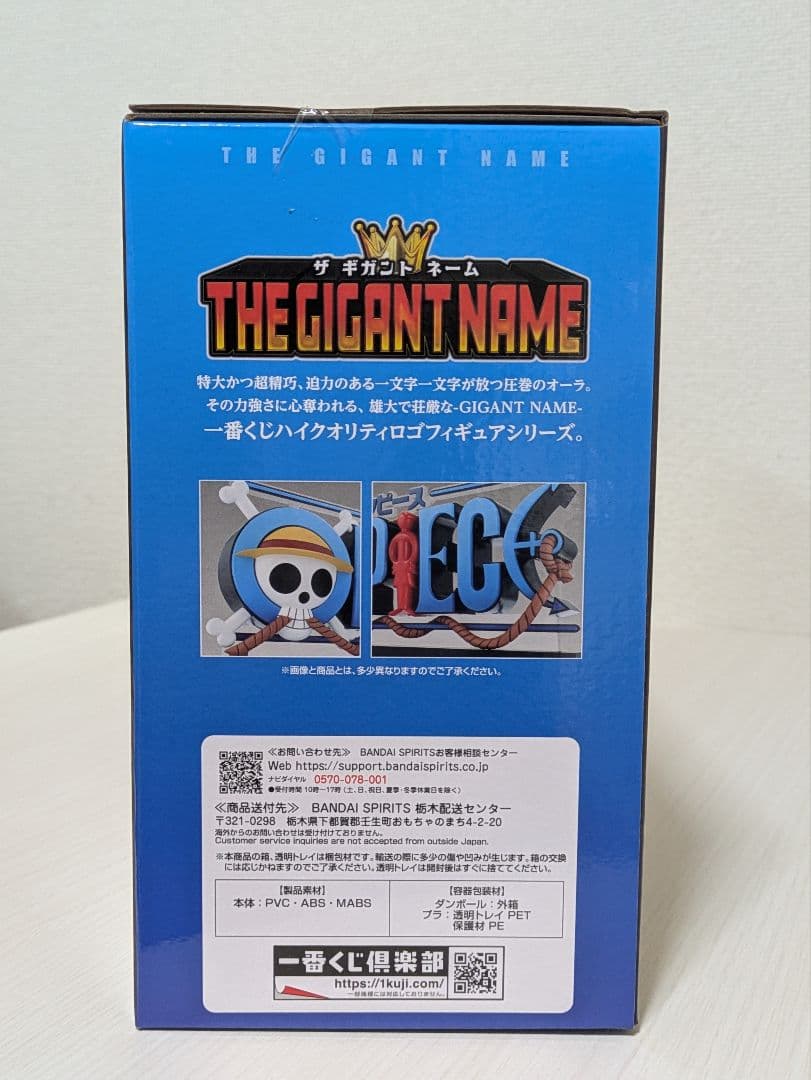 THE GIGANT NAME
ザ ギガント ネーム
THE GIGANT NAME
特大かつ超精巧、迫力のある一文字一文字が放つ圧巻のオーラ。
その力強さに心奪われる、雄大で荘厳な-GIGANT NAME-
一番くじハイクオリティロゴフィギュアシリーズ。
ピース
PIECE
※画像と商品とは、多少異なりますのでご了承ください。
≪お問い合わせ先≫ BANDAI SPIRITSお客様相談センター
Web https://support.bandaispirits.co.jp
ナビダイヤル 0570-078-001
●受付時間 10時〜17時 (土、日、祝日、夏季・冬季休業日を除く)
≪商品送付先≫ BANDAI SPIRITS 栃木配送センター
〒321-0298 栃木県下都賀郡壬生町おもちゃのまち4-2-20
海外からのお問い合わせは受け付けておりません。
Customer service inquiries are not accepted from outside Japan.
※本商品の箱、透明トレイは梱包材です。輸送の際に多少の傷や凹みが生じます。箱の交換
には応じかねますのでご了承ください。透明トレイは開封後はすぐに捨ててください。
【製品素材】
本体：PVC・ABS・MABS
【容器包装材】
ダンボール：外箱
プラ：透明トレイ PET
保護材 PE
一番くじ倶楽部
https://1kuji.com/
一部機種には対応しておりません。